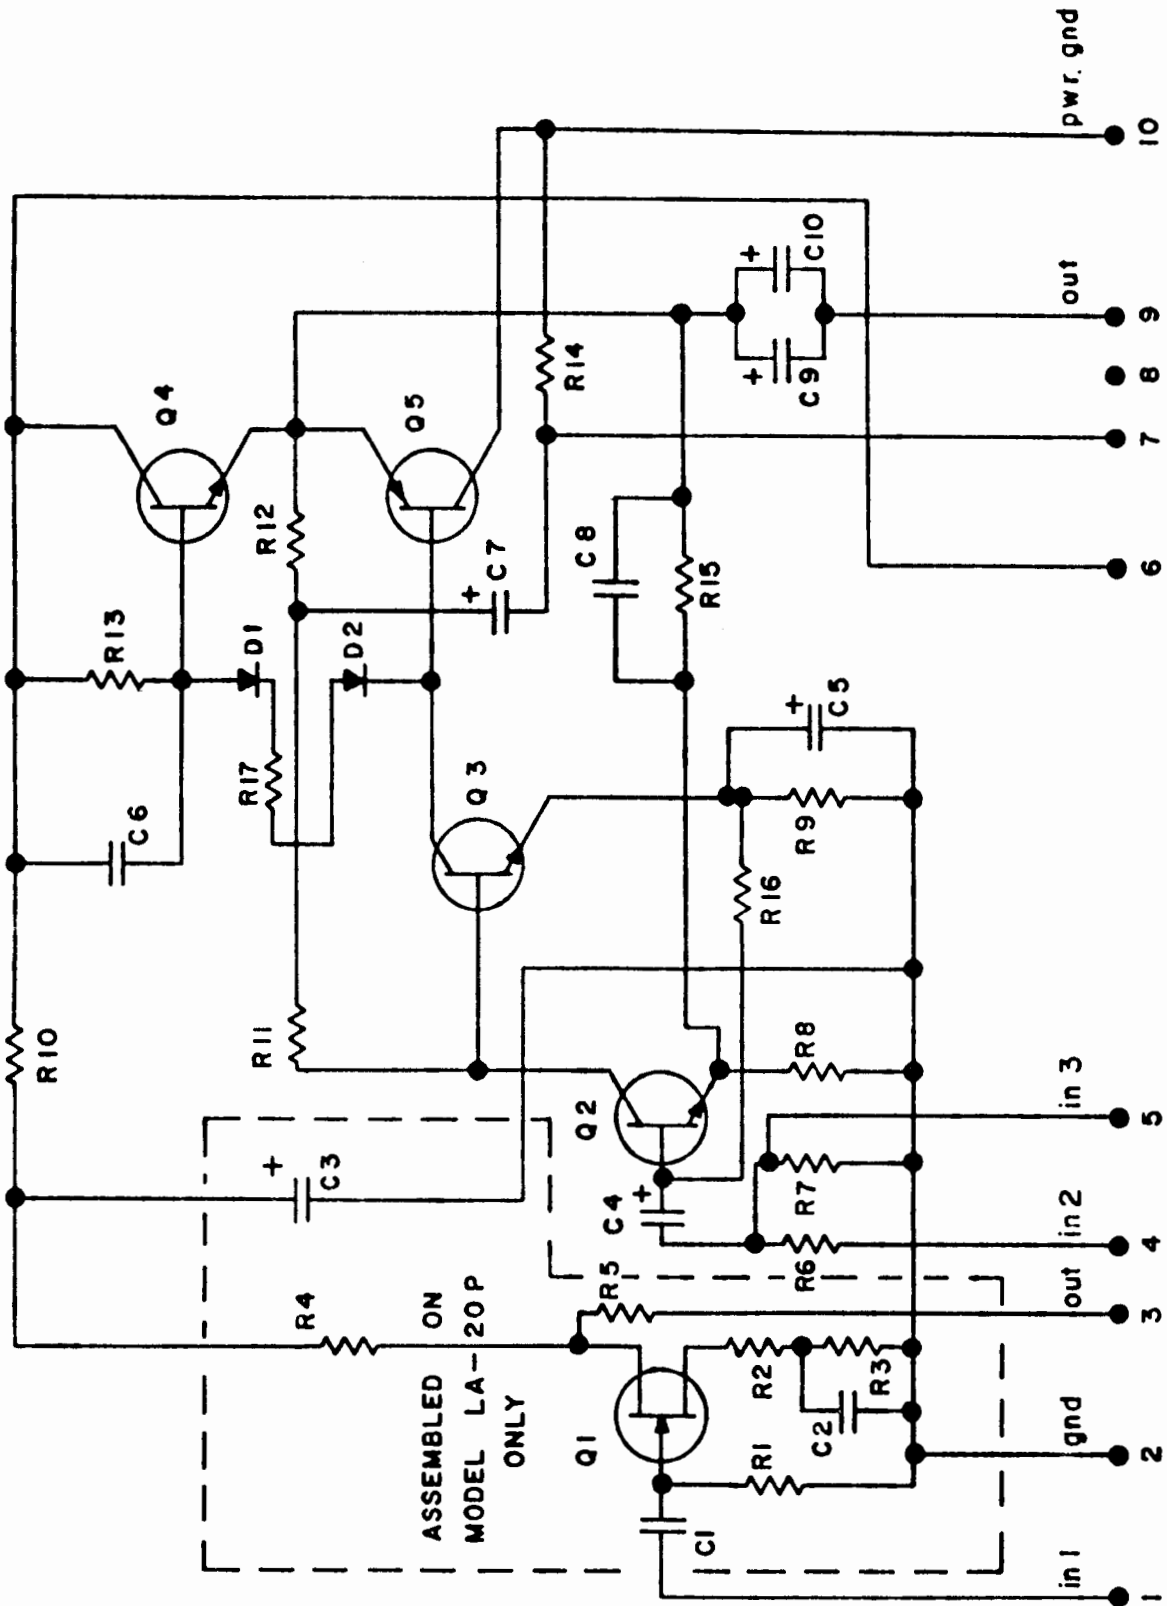 R10
C6
R13
Q4
R11
R17
D1
R12
D2
Q5
R4
C3
+
Q3
+
C7
R14
ASSEMBLED ON
MODEL LA-20P
ONLY
Q1
R5
C4
+
Q2
C8
R15
C1
R1
R2
C2
R3
R6
R7
R8
R16
R9
+
C5
+
C9
+
C10
in 1
gnd
out
in 2
in 3
out
pwr. gnd
1
2
3
4
5
6
7
8
9
10